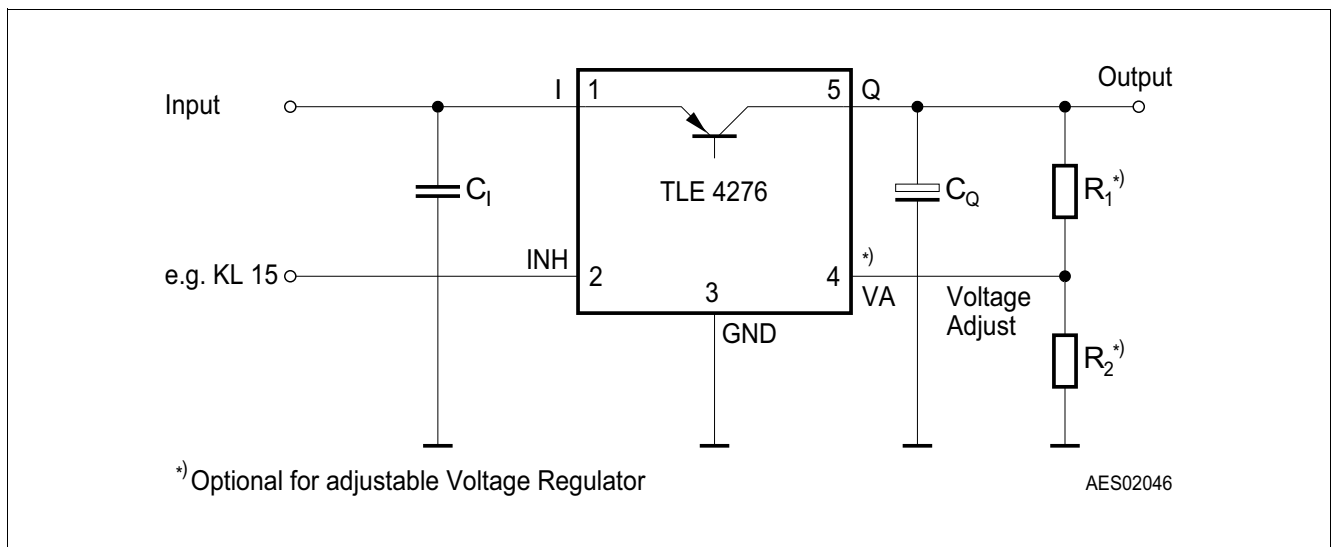 Input
I
1
5
Q
Output
C_I
TLE 4276
C_Q
R_1*)
e.g. KL 15
INH
2
3
GND
4
*)
VA
Voltage
Adjust
R_2*)
*)Optional for adjustable Voltage Regulator
AES02046